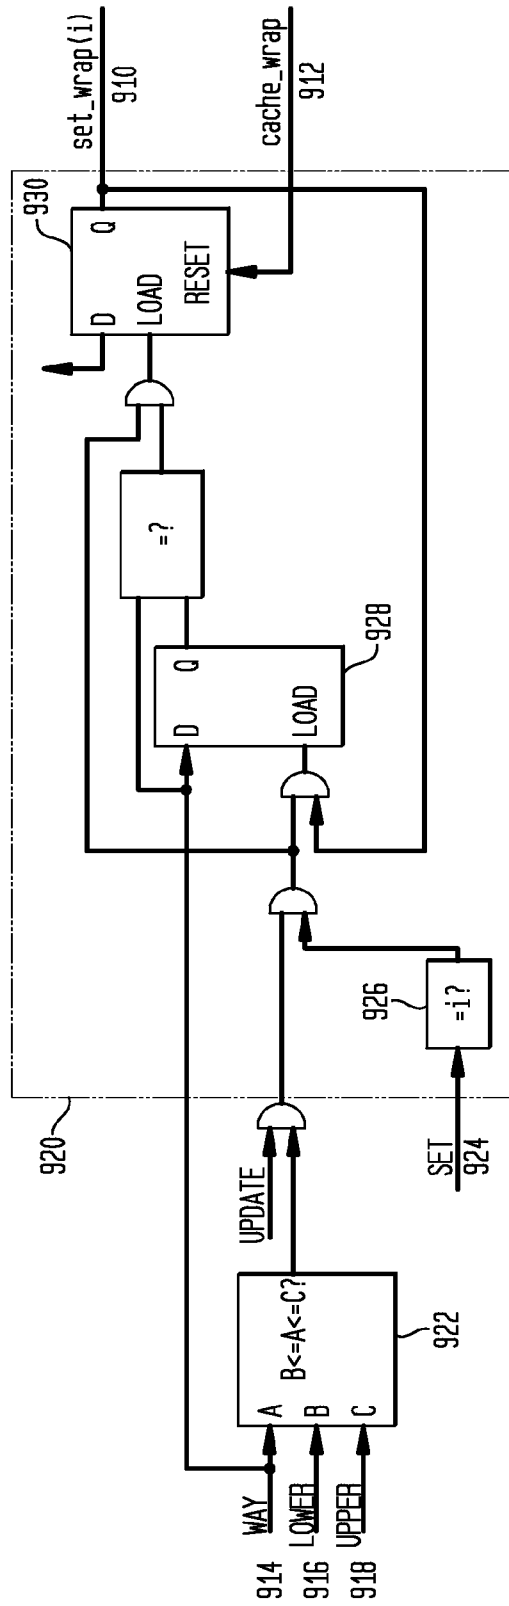 WAY
914
LOWER
916
UPPER
918
A
B
C
B<=A<=C?
922
UPDATE
920
SET
924
=i?
926
D
Q
LOAD
928
=?
D
Q
LOAD
RESET
930
set_wrap(i)
910
cache_wrap
912